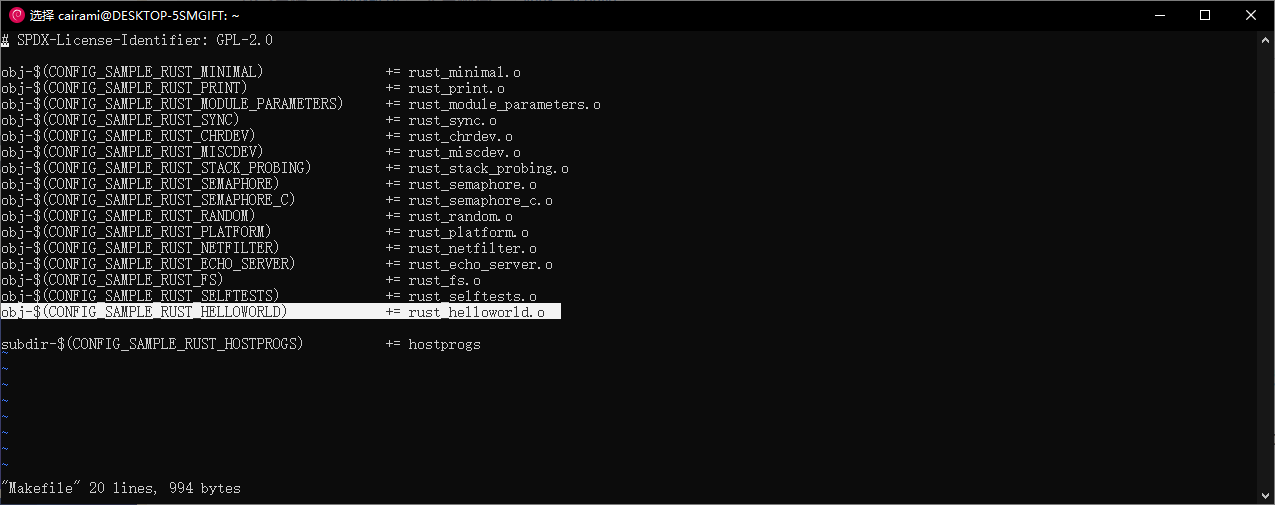 选择 cairami@DESKTOP-5SMGIFT: ~
# SPDX-License-Identifier: GPL-2.0
obj-$(CONFIG_SAMPLE_RUST_MINIMAL) += rust_minimal.o
obj-$(CONFIG_SAMPLE_RUST_PRINT) += rust_print.o
obj-$(CONFIG_SAMPLE_RUST_MODULE_PARAMETERS) += rust_module_parameters.o
obj-$(CONFIG_SAMPLE_RUST_SYNC) += rust_sync.o
obj-$(CONFIG_SAMPLE_RUST_CHRDEV) += rust_chrdev.o
obj-$(CONFIG_SAMPLE_RUST_MISCDEV) += rust_miscdev.o
obj-$(CONFIG_SAMPLE_RUST_STACK_PROBING) += rust_stack_probing.o
obj-$(CONFIG_SAMPLE_RUST_SEMAPHORE) += rust_semaphore.o
obj-$(CONFIG_SAMPLE_RUST_SEMAPHORE_C) += rust_semaphore_c.o
obj-$(CONFIG_SAMPLE_RUST_RANDOM) += rust_random.o
obj-$(CONFIG_SAMPLE_RUST_PLATFORM) += rust_platform.o
obj-$(CONFIG_SAMPLE_RUST_NETFILTER) += rust_netfilter.o
obj-$(CONFIG_SAMPLE_RUST_ECHO_SERVER) += rust_echo_server.o
obj-$(CONFIG_SAMPLE_RUST_FS) += rust_fs.o
obj-$(CONFIG_SAMPLE_RUST_SELFTESTS) += rust_selftests.o
obj-$(CONFIG_SAMPLE_RUST_HELLOWORLD) += rust_helloworld.o
subdir-$(CONFIG_SAMPLE_RUST_HOSTPROGS) += hostprogs
~
~
~
~
~
~
~
~
"Makefile" 20 lines, 994 bytes